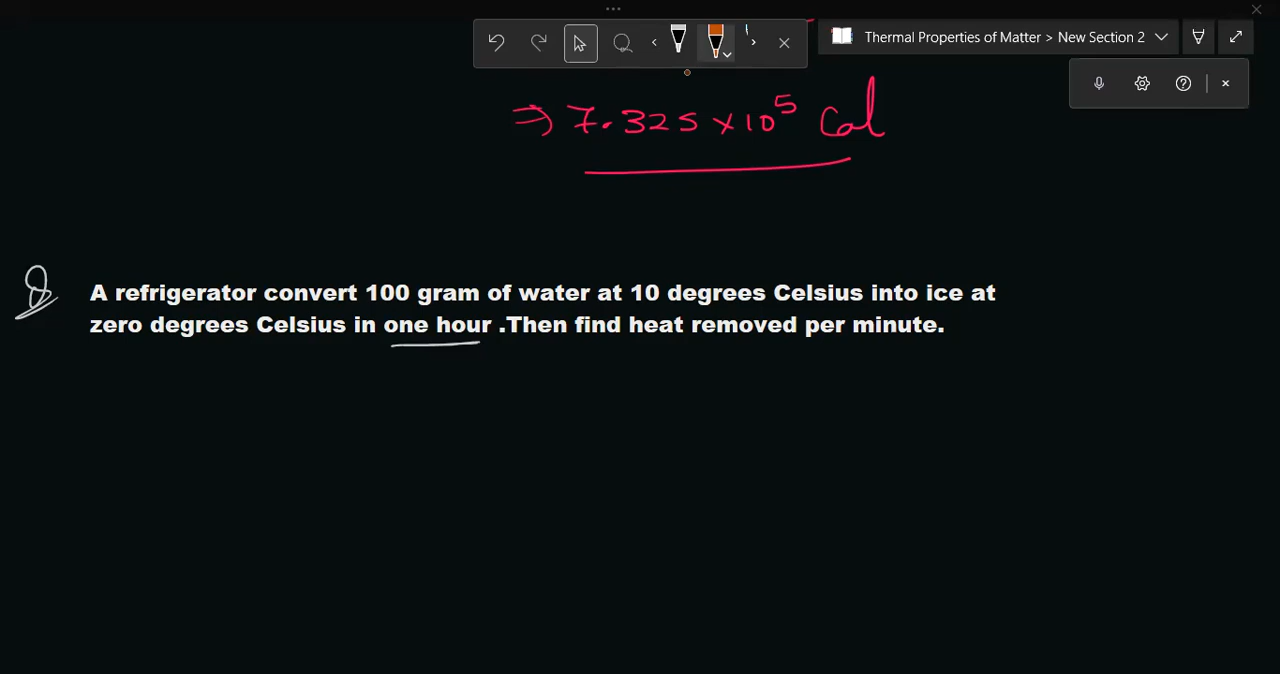 Thermal Properties of Matter > New Section 2
⇒ 7.325 × 10⁵ Cal
Q
A refrigerator convert 100 gram of water at 10 degrees Celsius into ice at
zero degrees Celsius in one hour .Then find heat removed per minute.